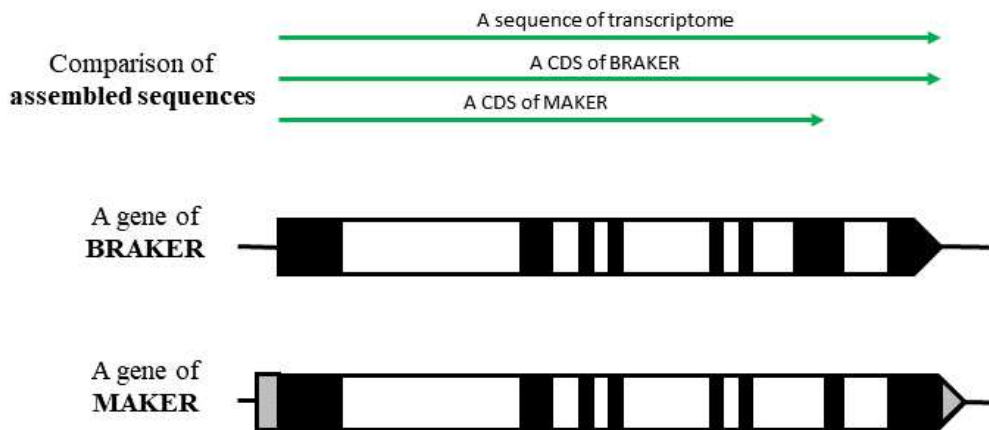 A sequence of transcriptome
A CDS of BRAKER
A CDS of MAKER
Comparison of
assembled sequences
A gene of
BRAKER
A gene of
MAKER